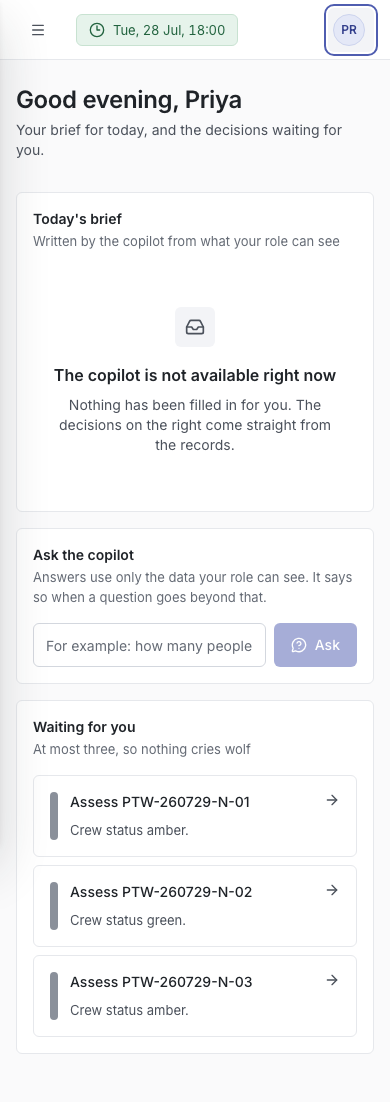 Tue, 28 Jul, 18:00
PR
Good evening, Priya
Your brief for today, and the decisions waiting for
you.
Today's brief
Written by the copilot from what your role can see
The copilot is not available right now
Nothing has been filled in for you. The
decisions on the right come straight from
the records.
Ask the copilot
Answers use only the data your role can see. It says
so when a question goes beyond that.
For example: how many people
Ask
Waiting for you
At most three, so nothing cries wolf
Assess PTW-260729-N-01
Crew status amber.
Assess PTW-260729-N-02
Crew status green.
Assess PTW-260729-N-03
Crew status amber.